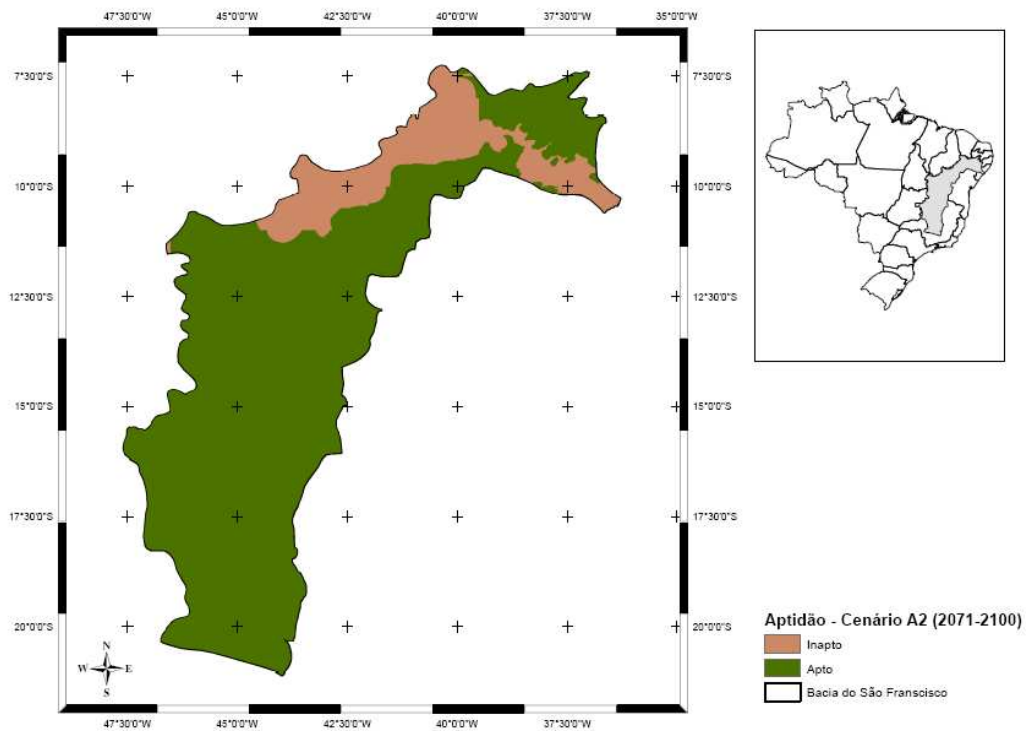 47°30'0"W 45°0'0"W 42°30'0"W 40°0'0"W 37°30'0"W 35°0'0"W
7°30'0"S 7°30'0"S
10°0'0"S 10°0'0"S
12°30'0"S 12°30'0"S
15°0'0"S 15°0'0"S
17°30'0"S 17°30'0"S
20°0'0"S 20°0'0"S
N
W E
S
47°30'0"W 45°0'0"W 42°30'0"W 40°0'0"W 37°30'0"W
Aptidão - Cenário A2 (2071-2100)
Inapto
Apto
Bacia do São Franscisco